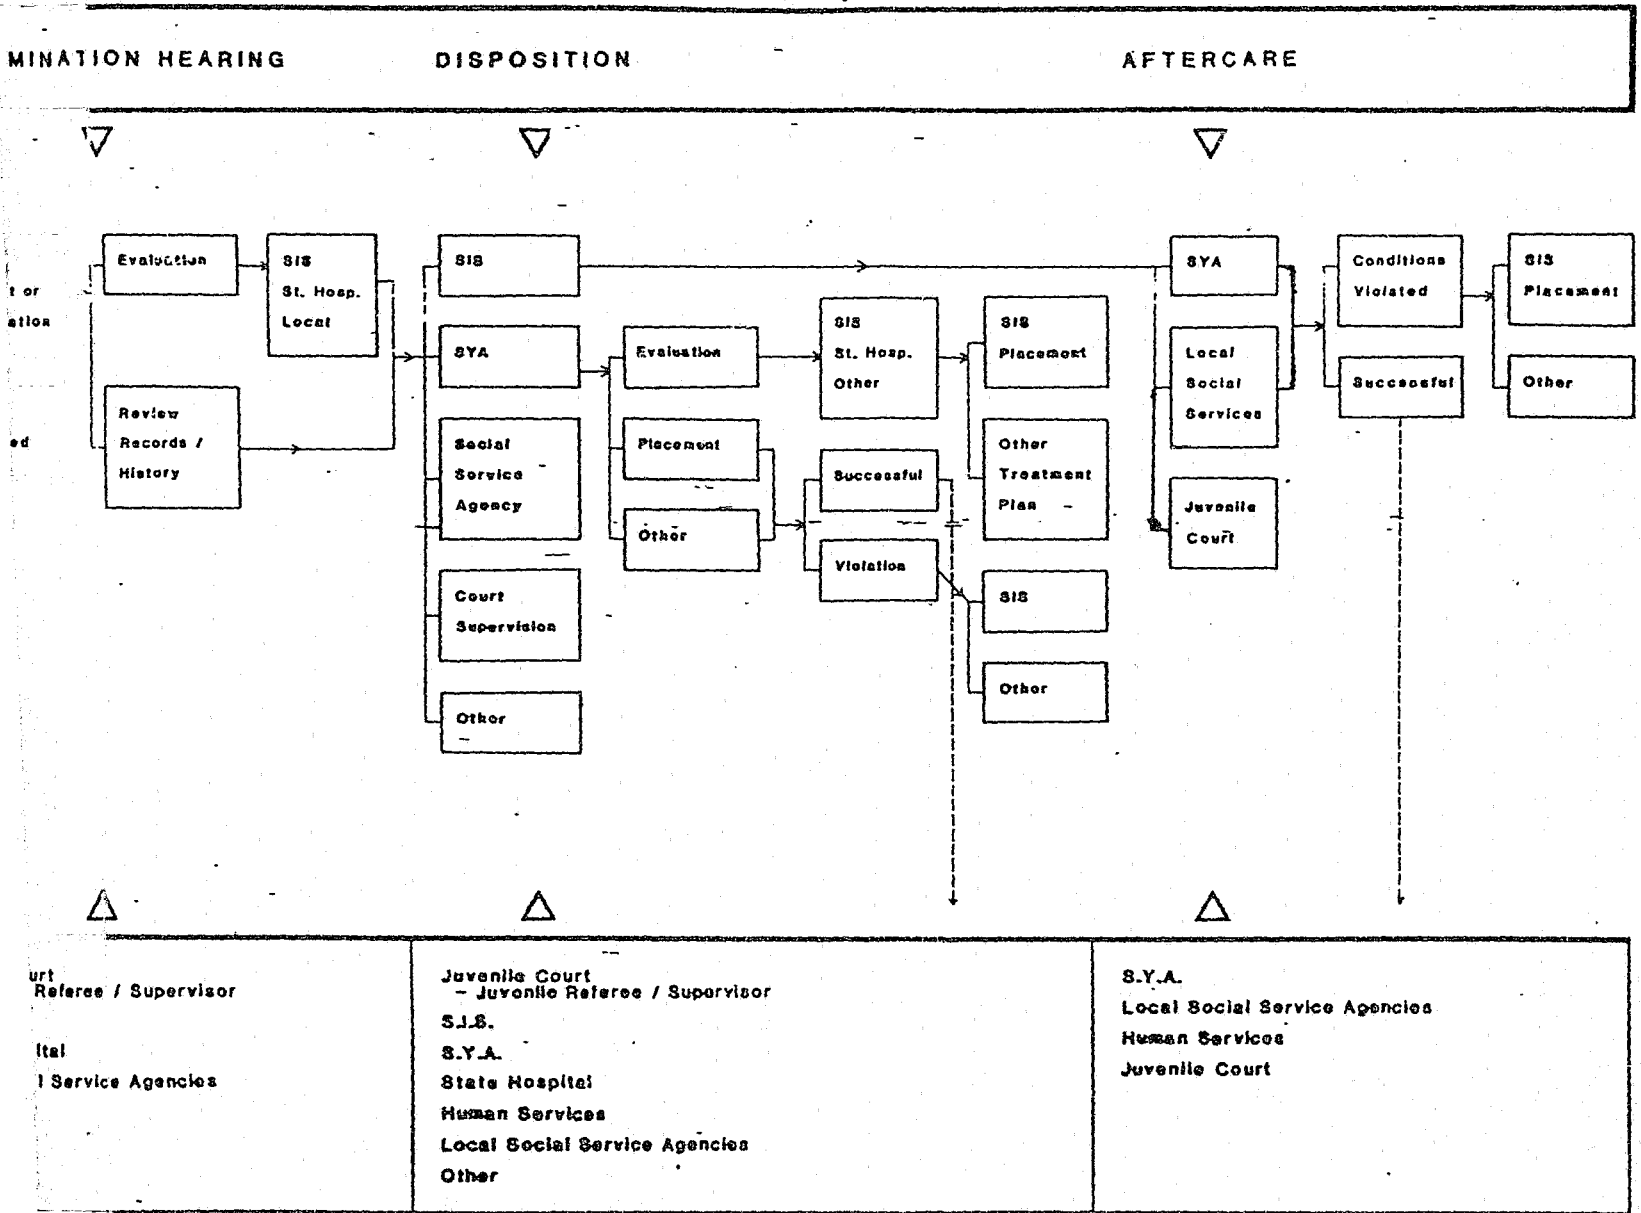 MINATION HEARING
DISPOSITION
AFTERCARE
t or
ation
ed
Evaluation
SIS
St. Hosp.
Local
Review
Records /
History
SIS
SYA
Social
Service
Agency
Court
Supervision
Other
Evaluation
Placement
Other
SIS
St. Hosp.
Other
Successful
Violation
SIS
Placement
Other
Treatment
Plan
SIS
Other
SYA
Local
Social
Services
Juvenile
Court
Conditions
Violated
Successful
SIS
Placement
Other
urt
Referee / Supervisor
ital
l Service Agencies
Juvenile Court
- Juvenile Referee / Supervisor
S.I.S.
S.Y.A.
State Hospital
Human Services
Local Social Service Agencies
Other
S.Y.A.
Local Social Service Agencies
Human Services
Juvenile Court